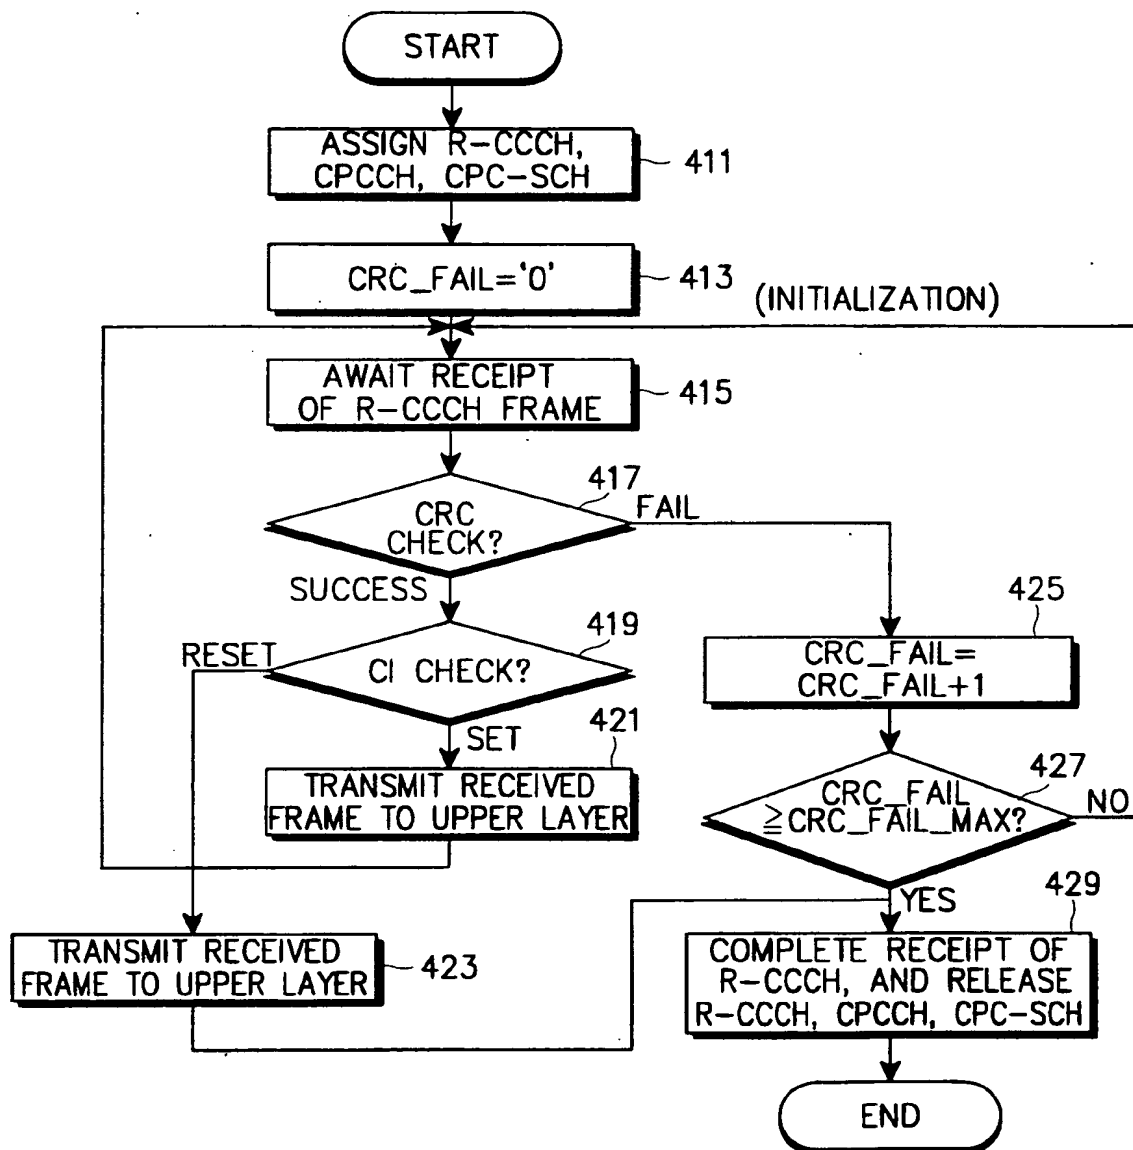 START
ASSIGN R-CCCH,
CPCCH, CPC-SCH
411
CRC_FAIL='0'
413
(INITIALIZATION)
AWAIT RECEIPT
OF R-CCCH FRAME
415
417
CRC
CHECK?
FAIL
SUCCESS
419
RESET
CI CHECK?
425
CRC_FAIL=
CRC_FAIL+1
SET
421
TRANSMIT RECEIVED
FRAME TO UPPER LAYER
427
CRC_FAIL
≧CRC_FAIL_MAX?
NO
YES
429
TRANSMIT RECEIVED
FRAME TO UPPER LAYER
423
COMPLETE RECEIPT OF
R-CCCH, AND RELEASE
R-CCCH, CPCCH, CPC-SCH
END